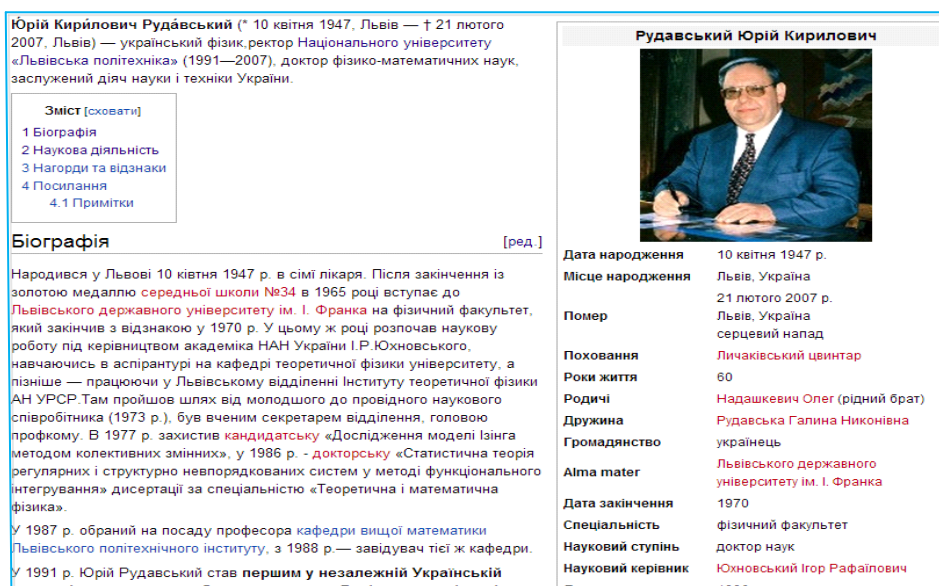 Ю́рій Кири́лович Руда́вський (* 10 квітня 1947, Львів — † 21 лютого
2007, Львів) — український фізик,ректор Національного університету
«Львівська політехніка» (1991—2007), доктор фізико-математичних наук,
заслужений діяч науки і техніки України.
Зміст [сховати]
1 Біографія
2 Наукова діяльність
3 Нагорди та відзнаки
4 Посилання
4.1 Примітки
Біографія [ред.]
Народився у Львові 10 ківтня 1947 р. в сімї лікаря. Після закінчення із
золотою медаллю середньої школи №34 в 1965 році вступає до
Львівського державного університету ім. І. Франка на фізичний факультет,
який закінчив з відзнакою у 1970 р. У цьому ж році розпочав наукову
роботу під керівництвом академіка НАН України І.Р.Юхновського,
навчаючись в аспірантурі на кафедрі теоретичної фізики університету, а
пізніше — працюючи у Львівському відділенні Інституту теоретичної фізики
АН УРСР.Там пройшов шлях від молодшого до провідного наукового
співробітника (1973 р.), був вченим секретарем відділення, головою
профкому. В 1977 р. захистив кандидатську «Дослідження моделі Ізінга
методом колективних змінних», у 1986 р. - докторську «Статистична теорія
регулярних і структурно невпорядкованих систем у методі функціонального
інтегрування» дисертації за спеціальністю «Теоретична і математична
фізика».
У 1987 р. обраний на посаду професора кафедри вищої математики
Львівського політехнічного інституту, з 1988 р.— завідувач тієї ж кафедри.
У 1991 р. Юрій Рудавський став першим у незалежній Українській
Рудавський Юрій Кирилович
Дата народження 10 квітня 1947 р.
Місце народження Львів, Україна
21 лютого 2007 р.
Помер Львів, Україна
серцевий напад
Поховання Личаківський цвинтар
Роки життя 60
Родичі Надашкевич Олег (рідний брат)
Дружина Рудавська Галина Никонівна
Громадянство українець
Alma mater Львівського державного
університету ім. І. Франка
Дата закінчення 1970
Спеціальність фізичний факультет
Науковий ступінь доктор наук
Науковий керівник Юхновський Ігор Рафаїлович